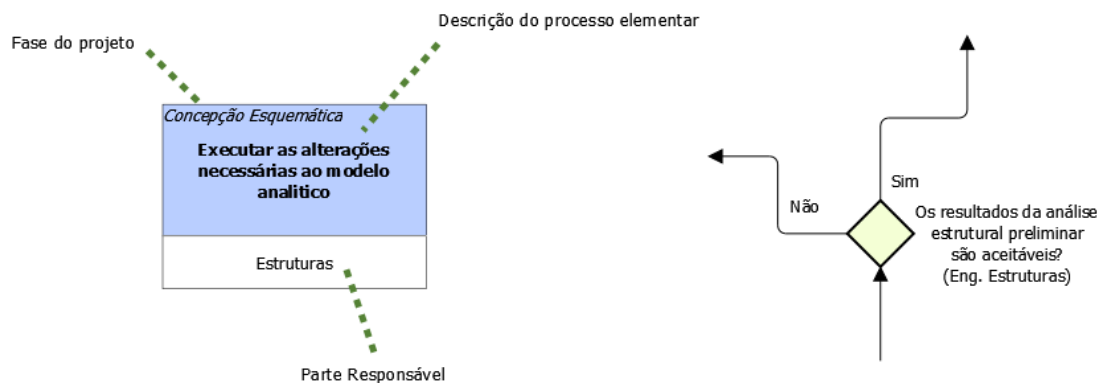 Descrição do processo elementar
Fase do projeto
Concepção Esquemática
Executar as alterações
necessárias ao modelo
analitico
Estruturas
Parte Responsável
Sim
Não
Os resultados da análise
estrutural preliminar
são aceitáveis?
(Eng. Estruturas)